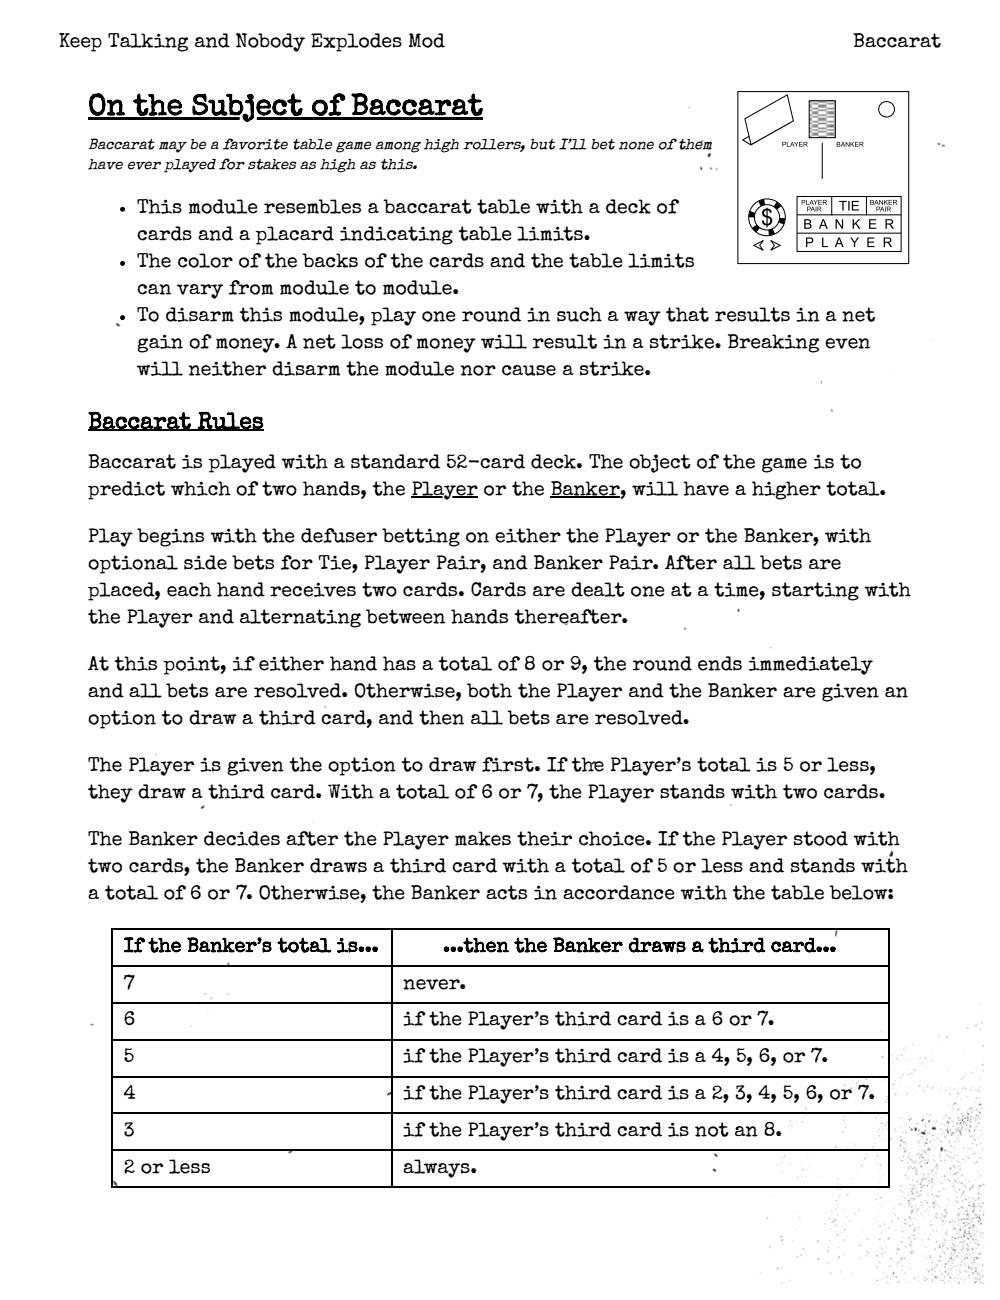 Keep Talking and Nobody Explodes Mod
Baccarat
On the Subject of Baccarat
Baccarat may be a favorite table game among high rollers, but I'll bet none of them
have ever played for stakes as high as this.
PLAYER
BANKER
PLAYER PAIR
TIE
BANKER PAIR
BANKER
PLAYER
$
• This module resembles a baccarat table with a deck of
cards and a placard indicating table limits.
• The color of the backs of the cards and the table limits
can vary from module to module.
• To disarm this module, play one round in such a way that results in a net
gain of money. A net loss of money will result in a strike. Breaking even
will neither disarm the module nor cause a strike.
Baccarat Rules
Baccarat is played with a standard 52-card deck. The object of the game is to
predict which of two hands, the Player or the Banker, will have a higher total.
Play begins with the defuser betting on either the Player or the Banker, with
optional side bets for Tie, Player Pair, and Banker Pair. After all bets are
placed, each hand receives two cards. Cards are dealt one at a time, starting with
the Player and alternating between hands thereafter.
At this point, if either hand has a total of 8 or 9, the round ends immediately
and all bets are resolved. Otherwise, both the Player and the Banker are given an
option to draw a third card, and then all bets are resolved.
The Player is given the option to draw first. If the Player's total is 5 or less,
they draw a third card. With a total of 6 or 7, the Player stands with two cards.
The Banker decides after the Player makes their choice. If the Player stood with
two cards, the Banker draws a third card with a total of 5 or less and stands with
a total of 6 or 7. Otherwise, the Banker acts in accordance with the table below:
If the Banker's total is... ...then the Banker draws a third card...
7 never.
6 if the Player's third card is a 6 or 7.
5 if the Player's third card is a 4, 5, 6, or 7.
4 if the Player's third card is a 2, 3, 4, 5, 6, or 7.
3 if the Player's third card is not an 8.
2 or less always.